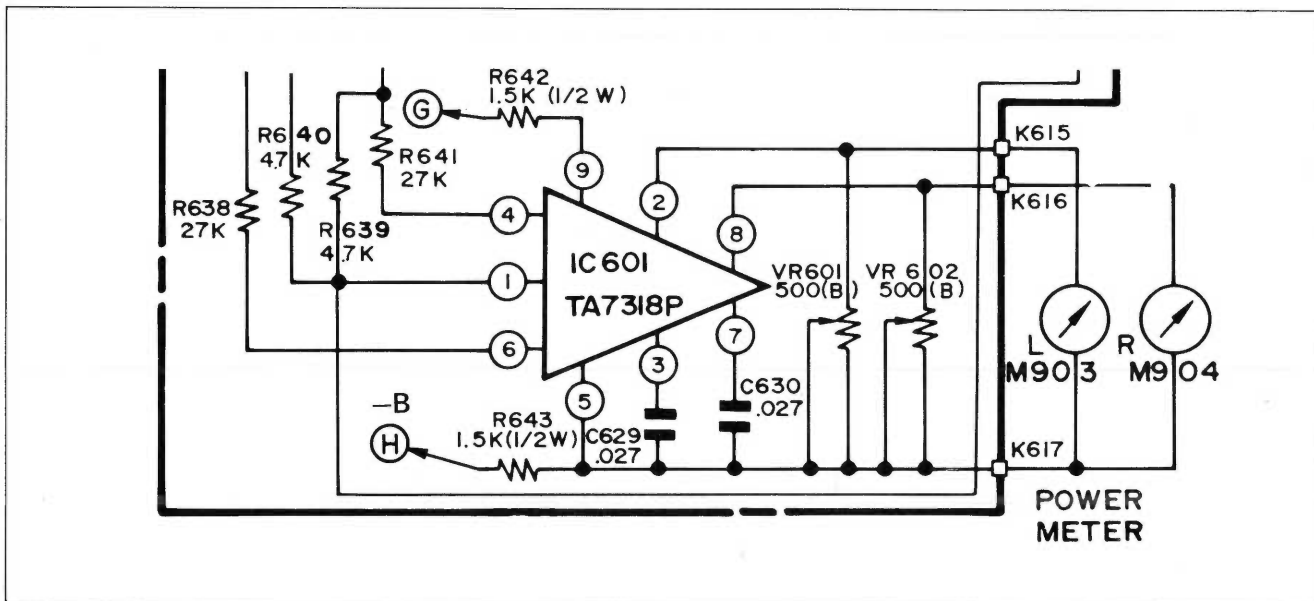 R642
1.5K (1/2 W)
G
R640
4.7K
R641
27K
9
K615
2
K616
R638
27K
4
8
R639
4.7K
IC601
VR601
500(B)
VR602
500(B)
1
TA7318P
7
6
3
L
M903
R
M904
5
C630
.027
-B
R643
1.5K(1/2W)
C629
.027
H
K617
POWER
METER